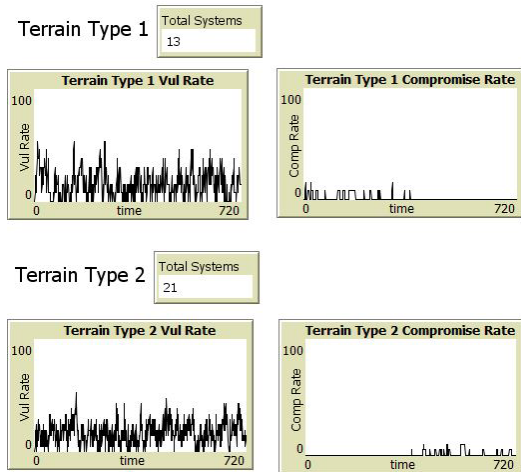 Terrain Type 1
Total Systems
13
Terrain Type 1 Vul Rate
100
Vul Rate
0
0
time
720
Terrain Type 1 Compromise Rate
100
Comp Rate
0
0
time
720
Terrain Type 2
Total Systems
21
Terrain Type 2 Vul Rate
100
Vul Rate
0
0
time
720
Terrain Type 2 Compromise Rate
100
Comp Rate
0
0
time
720